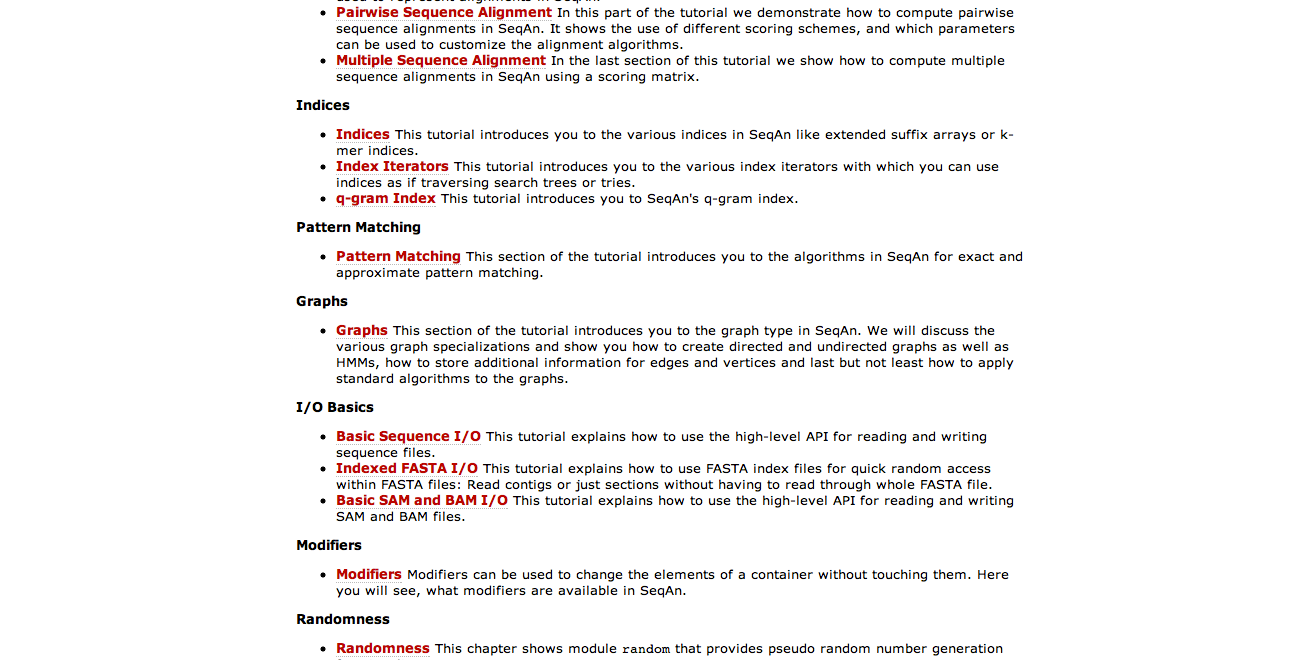 used to represent alignments in SeqAn.
Pairwise Sequence Alignment In this part of the tutorial we demonstrate how to compute pairwise
sequence alignments in SeqAn. It shows the use of different scoring schemes, and which parameters
can be used to customize the alignment algorithms.
Multiple Sequence Alignment In the last section of this tutorial we show how to compute multiple
sequence alignments in SeqAn using a scoring matrix.
Indices
Indices This tutorial introduces you to the various indices in SeqAn like extended suffix arrays or k-
mer indices.
Index Iterators This tutorial introduces you to the various index iterators with which you can use
indices as if traversing search trees or tries.
q-gram Index This tutorial introduces you to SeqAn's q-gram index.
Pattern Matching
Pattern Matching This section of the tutorial introduces you to the algorithms in SeqAn for exact and
approximate pattern matching.
Graphs
Graphs This section of the tutorial introduces you to the graph type in SeqAn. We will discuss the
various graph specializations and show you how to create directed and undirected graphs as well as
HMMs, how to store additional information for edges and vertices and last but not least how to apply
standard algorithms to the graphs.
I/O Basics
Basic Sequence I/O This tutorial explains how to use the high-level API for reading and writing
sequence files.
Indexed FASTA I/O This tutorial explains how to use FASTA index files for quick random access
within FASTA files: Read contigs or just sections without having to read through whole FASTA file.
Basic SAM and BAM I/O This tutorial explains how to use the high-level API for reading and writing
SAM and BAM files.
Modifiers
Modifiers Modifiers can be used to change the elements of a container without touching them. Here
you will see, what modifiers are available in SeqAn.
Randomness
Randomness This chapter shows module random that provides pseudo random number generation